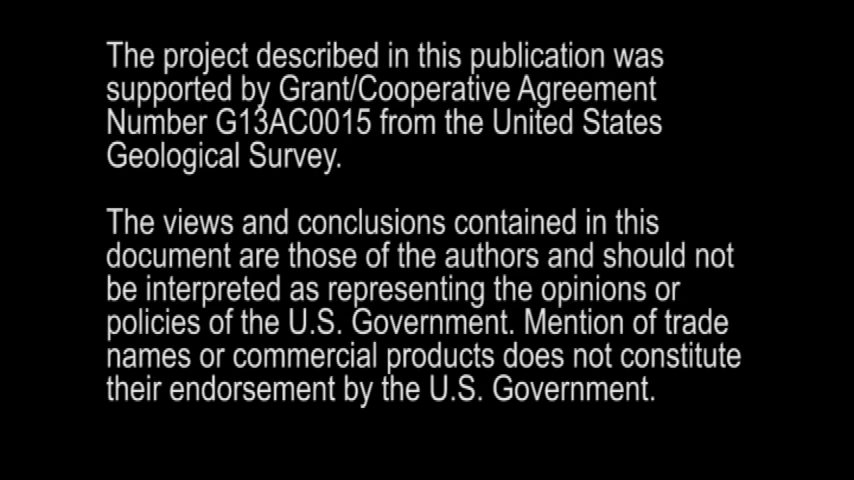 The project described in this publication was
supported by Grant/Cooperative Agreement
Number G13AC0015 from the United States
Geological Survey.
The views and conclusions contained in this
document are those of the authors and should not
be interpreted as representing the opinions or
policies of the U.S. Government. Mention of trade
names or commercial products does not constitute
their endorsement by the U.S. Government.